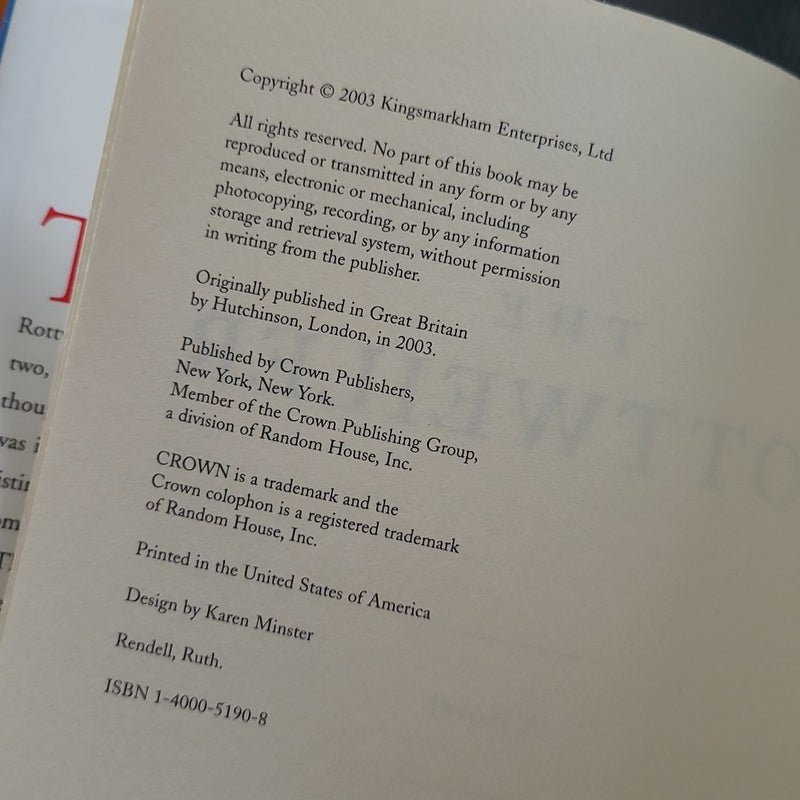 Copyright © 2003 Kingsmarkham Enterprises, Ltd
All rights reserved. No part of this book may be
reproduced or transmitted in any form or by any
means, electronic or mechanical, including
photocopying, recording, or by any information
storage and retrieval system, without permission
in writing from the publisher.
Originally published in Great Britain
by Hutchinson, London, in 2003.
Published by Crown Publishers,
New York, New York.
Member of the Crown Publishing Group,
a division of Random House, Inc.
CROWN is a trademark and the
Crown colophon is a registered trademark
of Random House, Inc.
Printed in the United States of America
Design by Karen Minster
Rendell, Ruth.
ISBN 1-4000-5190-8
T
Rott
two,
thou
was i